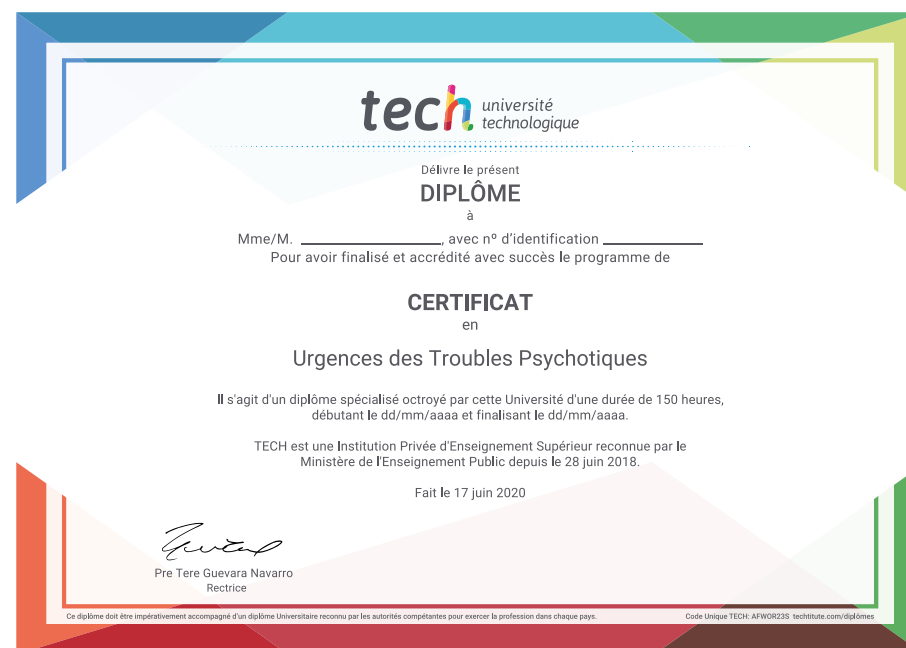 tech université
technologique
Délivre le présent
DIPLÔME
à
Mme/M. ____________________, avec nº d'identification ______________
Pour avoir finalisé et accrédité avec succès le programme de
CERTIFICAT
en
Urgences des Troubles Psychotiques
Il s'agit d'un diplôme spécialisé octroyé par cette Université d'une durée de 150 heures,
débutant le dd/mm/aaaa et finalisant le dd/mm/aaaa.
TECH est une Institution Privée d'Enseignement Supérieur reconnue par le
Ministère de l'Enseignement Public depuis le 28 juin 2018.
Fait le 17 juin 2020
Pre Tere Guevara Navarro
Rectrice
Ce diplôme doit être impérativement accompagné d'un diplôme Universitaire reconnu par les autorités compétentes pour exercer la profession dans chaque pays.
Code Unique TECH: AFWOR23S techtitute.com/diplômes